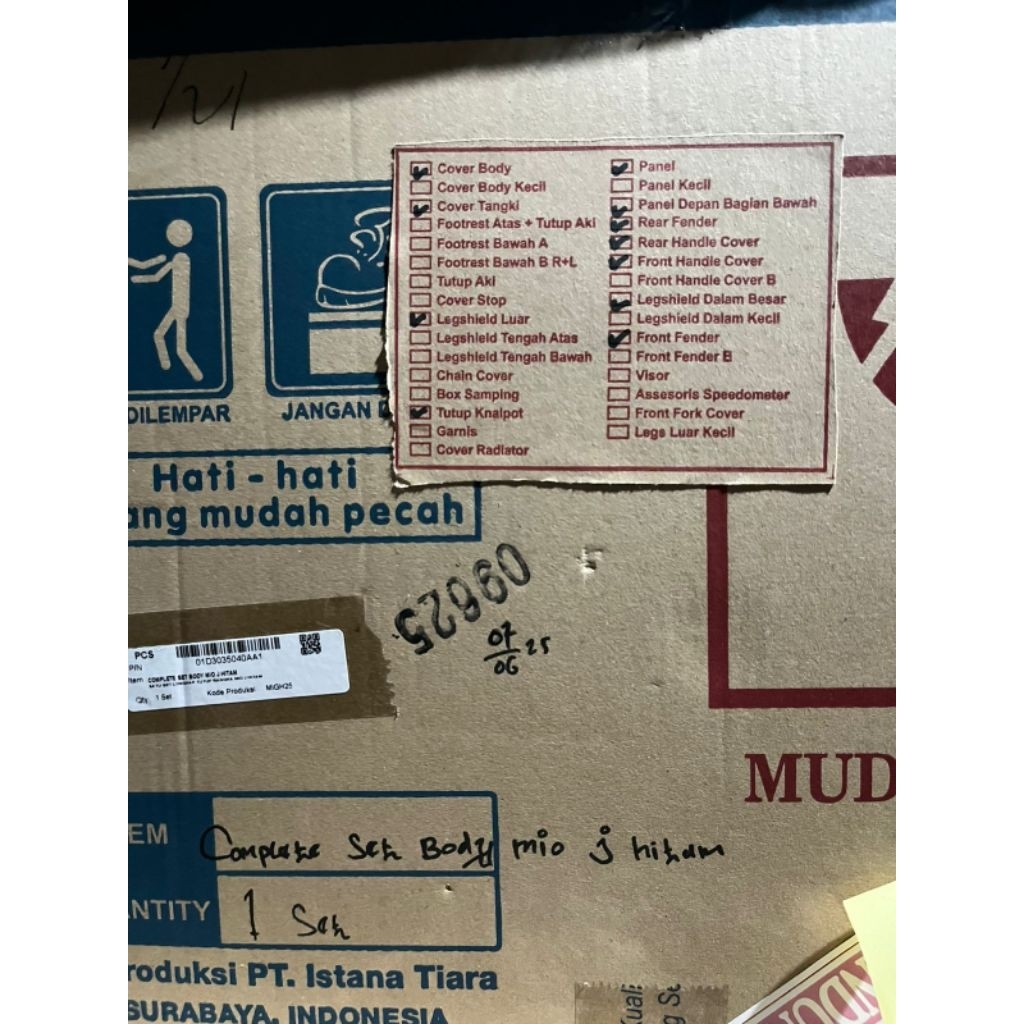 /21
Cover Body
Cover Body Kecil
Cover Tangki
Footrest Atas + Tutup Aki
Footrest Bawah A
Footrest Bawah B R+L
Tutup Aki
Cover Stop
Legshield Luar
Legshield Tengah Atas
Legshield Tengah Bawah
Chain Cover
Box Samping
Tutup Knalpot
Garnis
Cover Radiator
Panel
Panel Kecil
Panel Depan Bagian Bawah
Rear Fender
Rear Handle Cover
Front Handle Cover
Front Handle Cover B
Legshield Dalam Besar
Legshield Dalam Kecil
Front Fender
Front Fender B
Visor
Assesoris Speedometer
Front Fork Cover
Legs Luar Kecil
DILEMPAR
JANGAN D
Hati - hati
ang mudah pecah
09625
07
06 25
PCS
01D3035040AA1
PIN
COMPLETE SET BODY MIO J HITAM
Qty 1 Set Kode Produksi MIGH25
MUD
EM Complete Set Body mio j hitam
NTITY 1 Set
roduksi PT. Istana Tiara
SURABAYA, INDONESIA